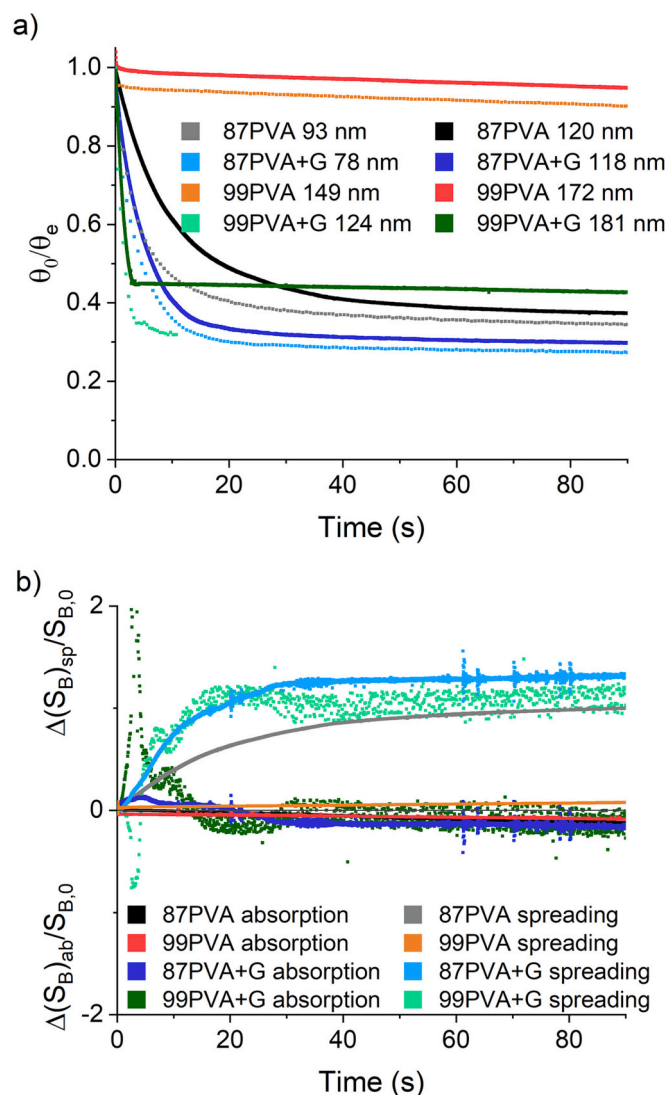 a)
1.0
0.8
0.6
0.4
0.2
0.0
θ0/θe
87PVA 93 nm
87PVA 120 nm
87PVA+G 78 nm
87PVA+G 118 nm
99PVA 149 nm
99PVA 172 nm
99PVA+G 124 nm
99PVA+G 181 nm
0 20 40 60 80
Time (s)
b)
2
0
-2
Δ(SB)sp/SB,0
Δ(SB)ab/SB,0
87PVA absorption
87PVA spreading
99PVA absorption
99PVA spreading
87PVA+G absorption
87PVA+G spreading
99PVA+G absorption
99PVA+G spreading
0 20 40 60 80
Time (s)